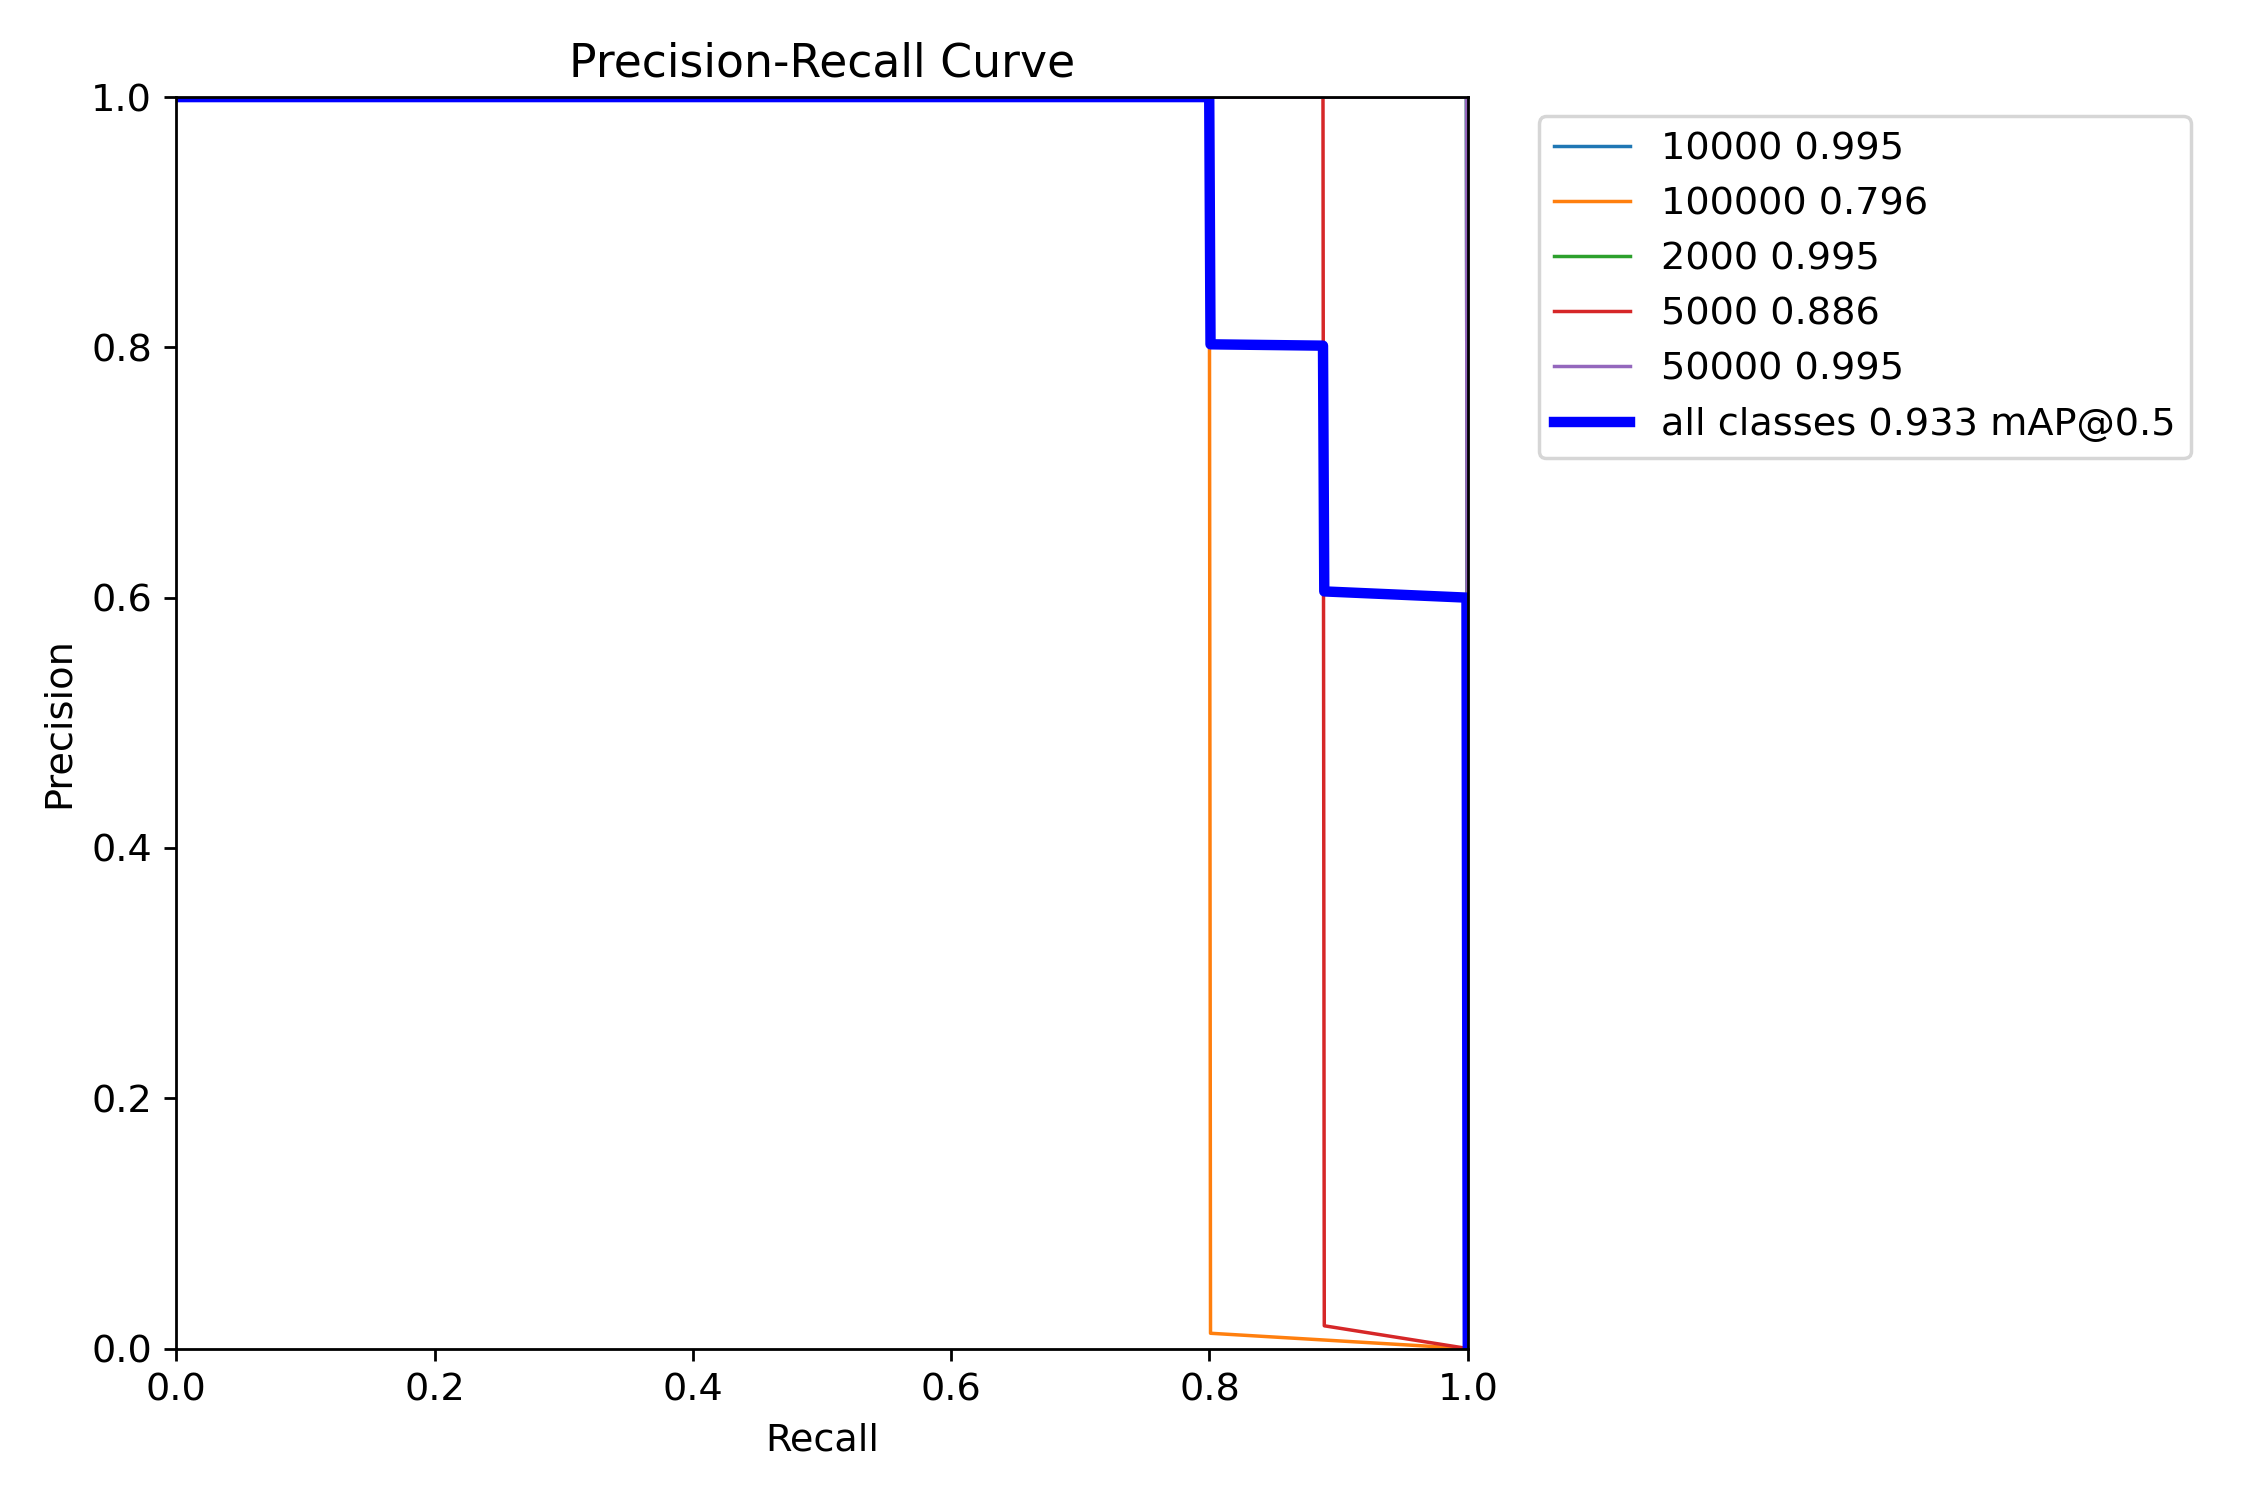 Precision-Recall Curve
1.0
0.8
0.6
0.4
0.2
0.0
Precision
0.0 0.2 0.4 0.6 0.8 1.0
Recall
10000 0.995
100000 0.796
2000 0.995
5000 0.886
50000 0.995
all classes 0.933 mAP@0.5